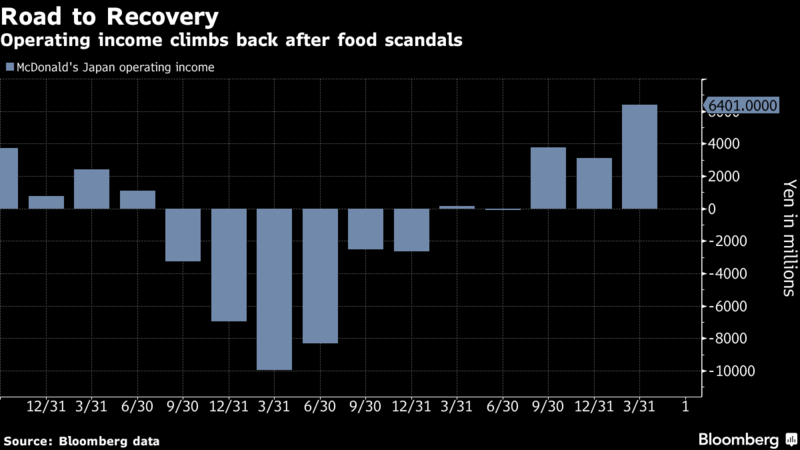 Road to Recovery
Operating income climbs back after food scandals
McDonald's Japan operating income
6401.0000
4000
2000
0
-2000
-4000
-6000
-8000
-10000
Yen in millions
12/31 3/31 6/30 9/30 12/31 3/31 6/30 9/30 12/31 3/31 6/30 9/30 12/31 3/31 1
Source: Bloomberg data
Bloomberg